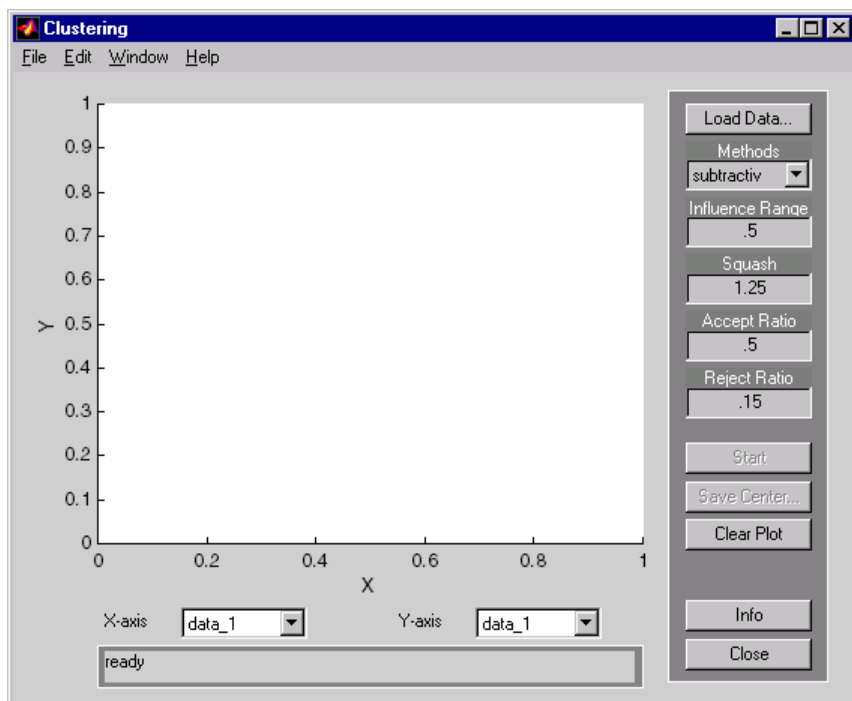 Clustering
File Edit Window Help
1
0.9
0.8
0.7
0.6
0.5
0.4
0.3
0.2
0.1
0
Y
0 0.2 0.4 0.6 0.8 1
X
X-axis data_1 Y-axis data_1
ready
Load Data...
Methods
subtractiv
Influence Range
.5
Squash
1.25
Accept Ratio
.5
Reject Ratio
.15
Start
Save Center...
Clear Plot
Info
Close